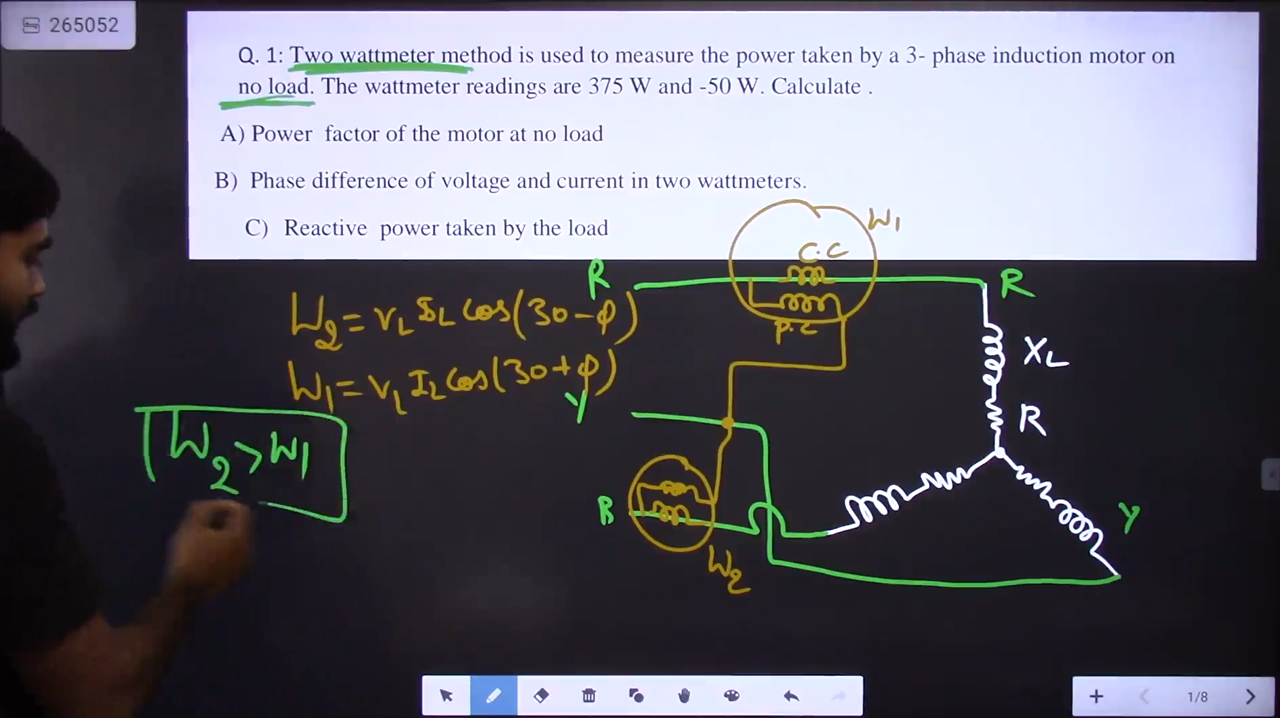 265052
Q. 1: Two wattmeter method is used to measure the power taken by a 3- phase induction motor on
no load. The wattmeter readings are 375 W and -50 W. Calculate .
A) Power factor of the motor at no load
B) Phase difference of voltage and current in two wattmeters.
C) Reactive power taken by the load
W1
C.C
R
R
P.C
W2 = VL IL cos(30-φ)
W1 = VL IL cos(30+φ)
XL
Y
R
W2 > W1
B
Y
W2
1/8